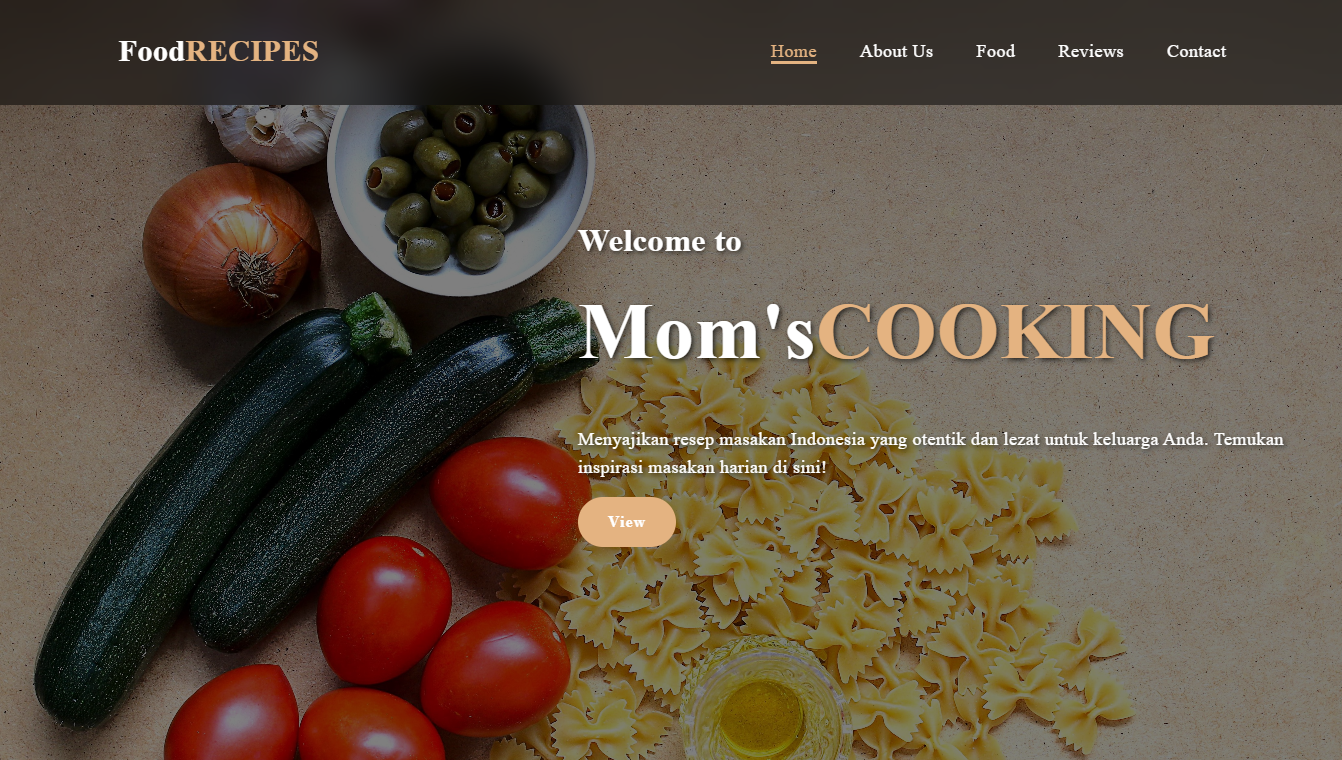 FoodRECIPES
Home About Us Food Reviews Contact
Welcome to
Mom'sCOOKING
Menyajikan resep masakan Indonesia yang otentik dan lezat untuk keluarga Anda. Temukan
inspirasi masakan harian di sini!
View